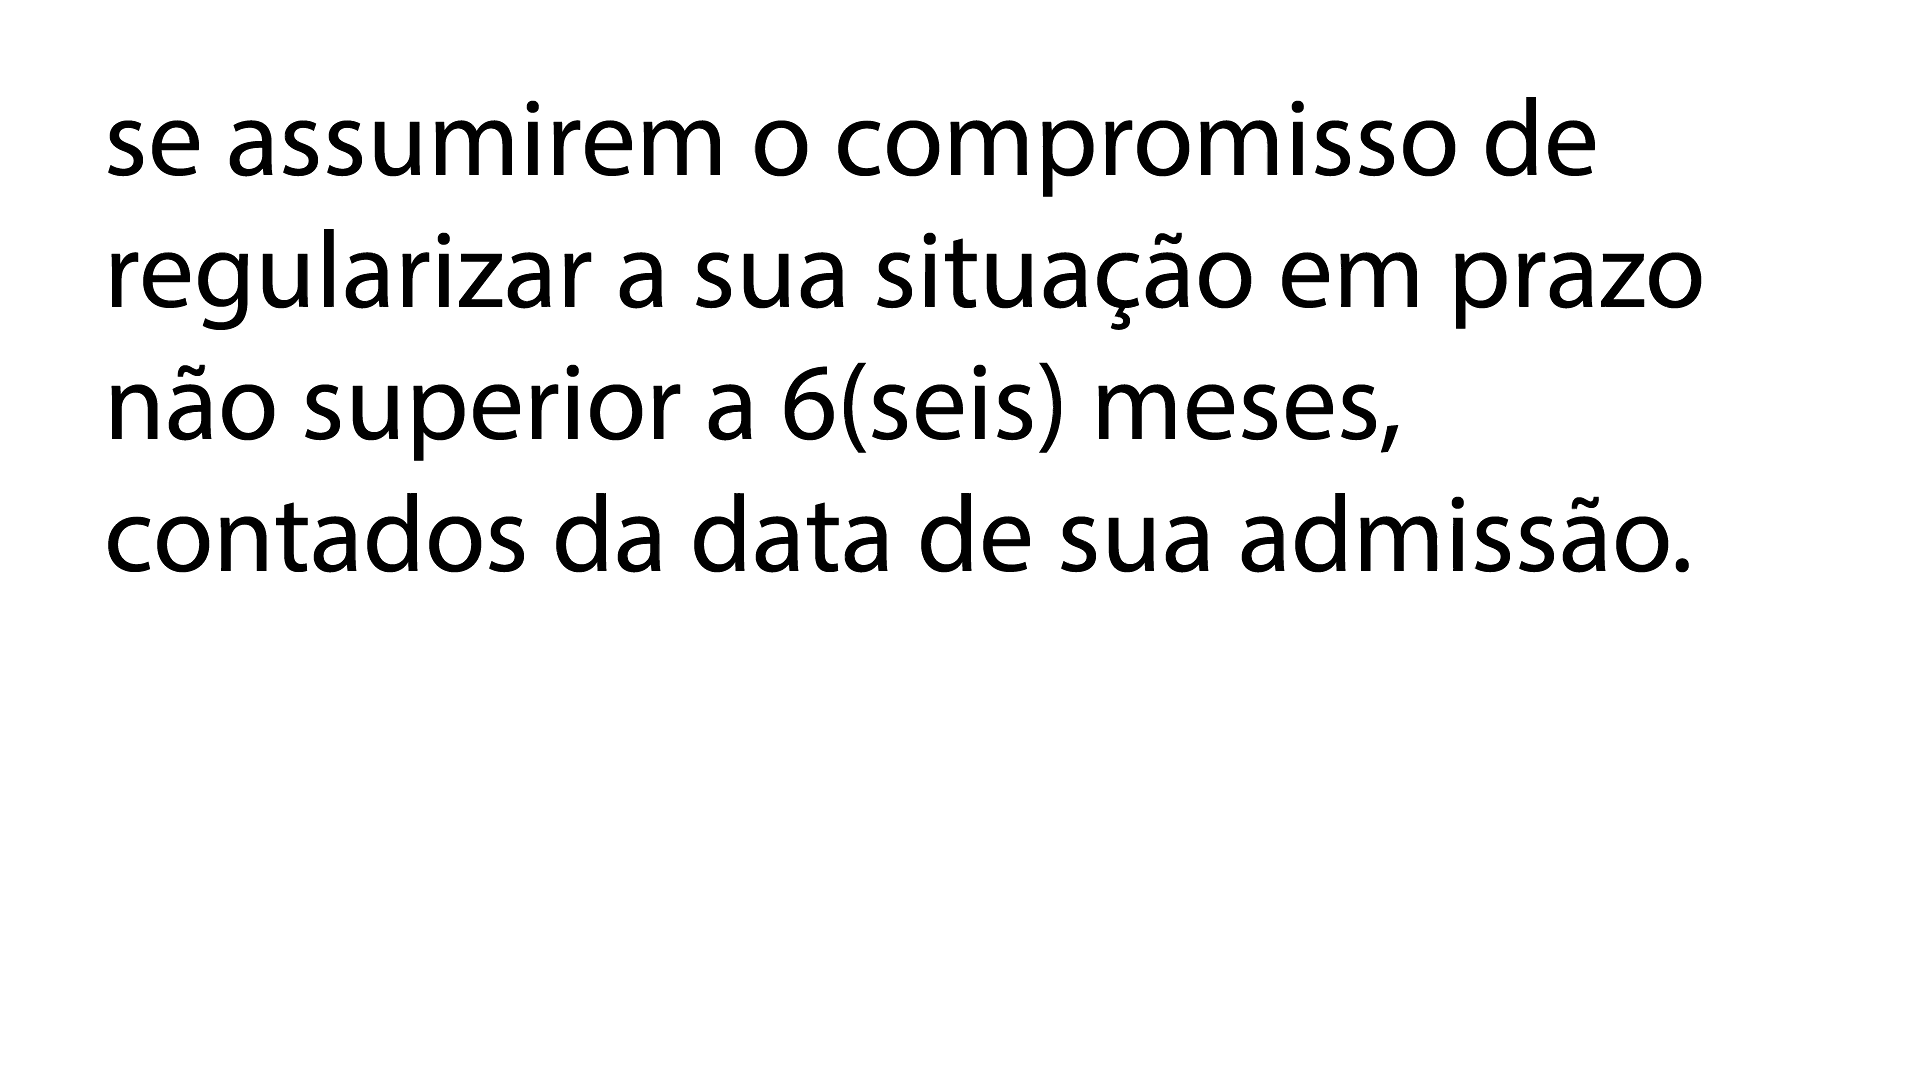 se assumirem o compromisso de
regularizar a sua situação em prazo
não superior a 6(seis) meses,
contados da data de sua admissão.